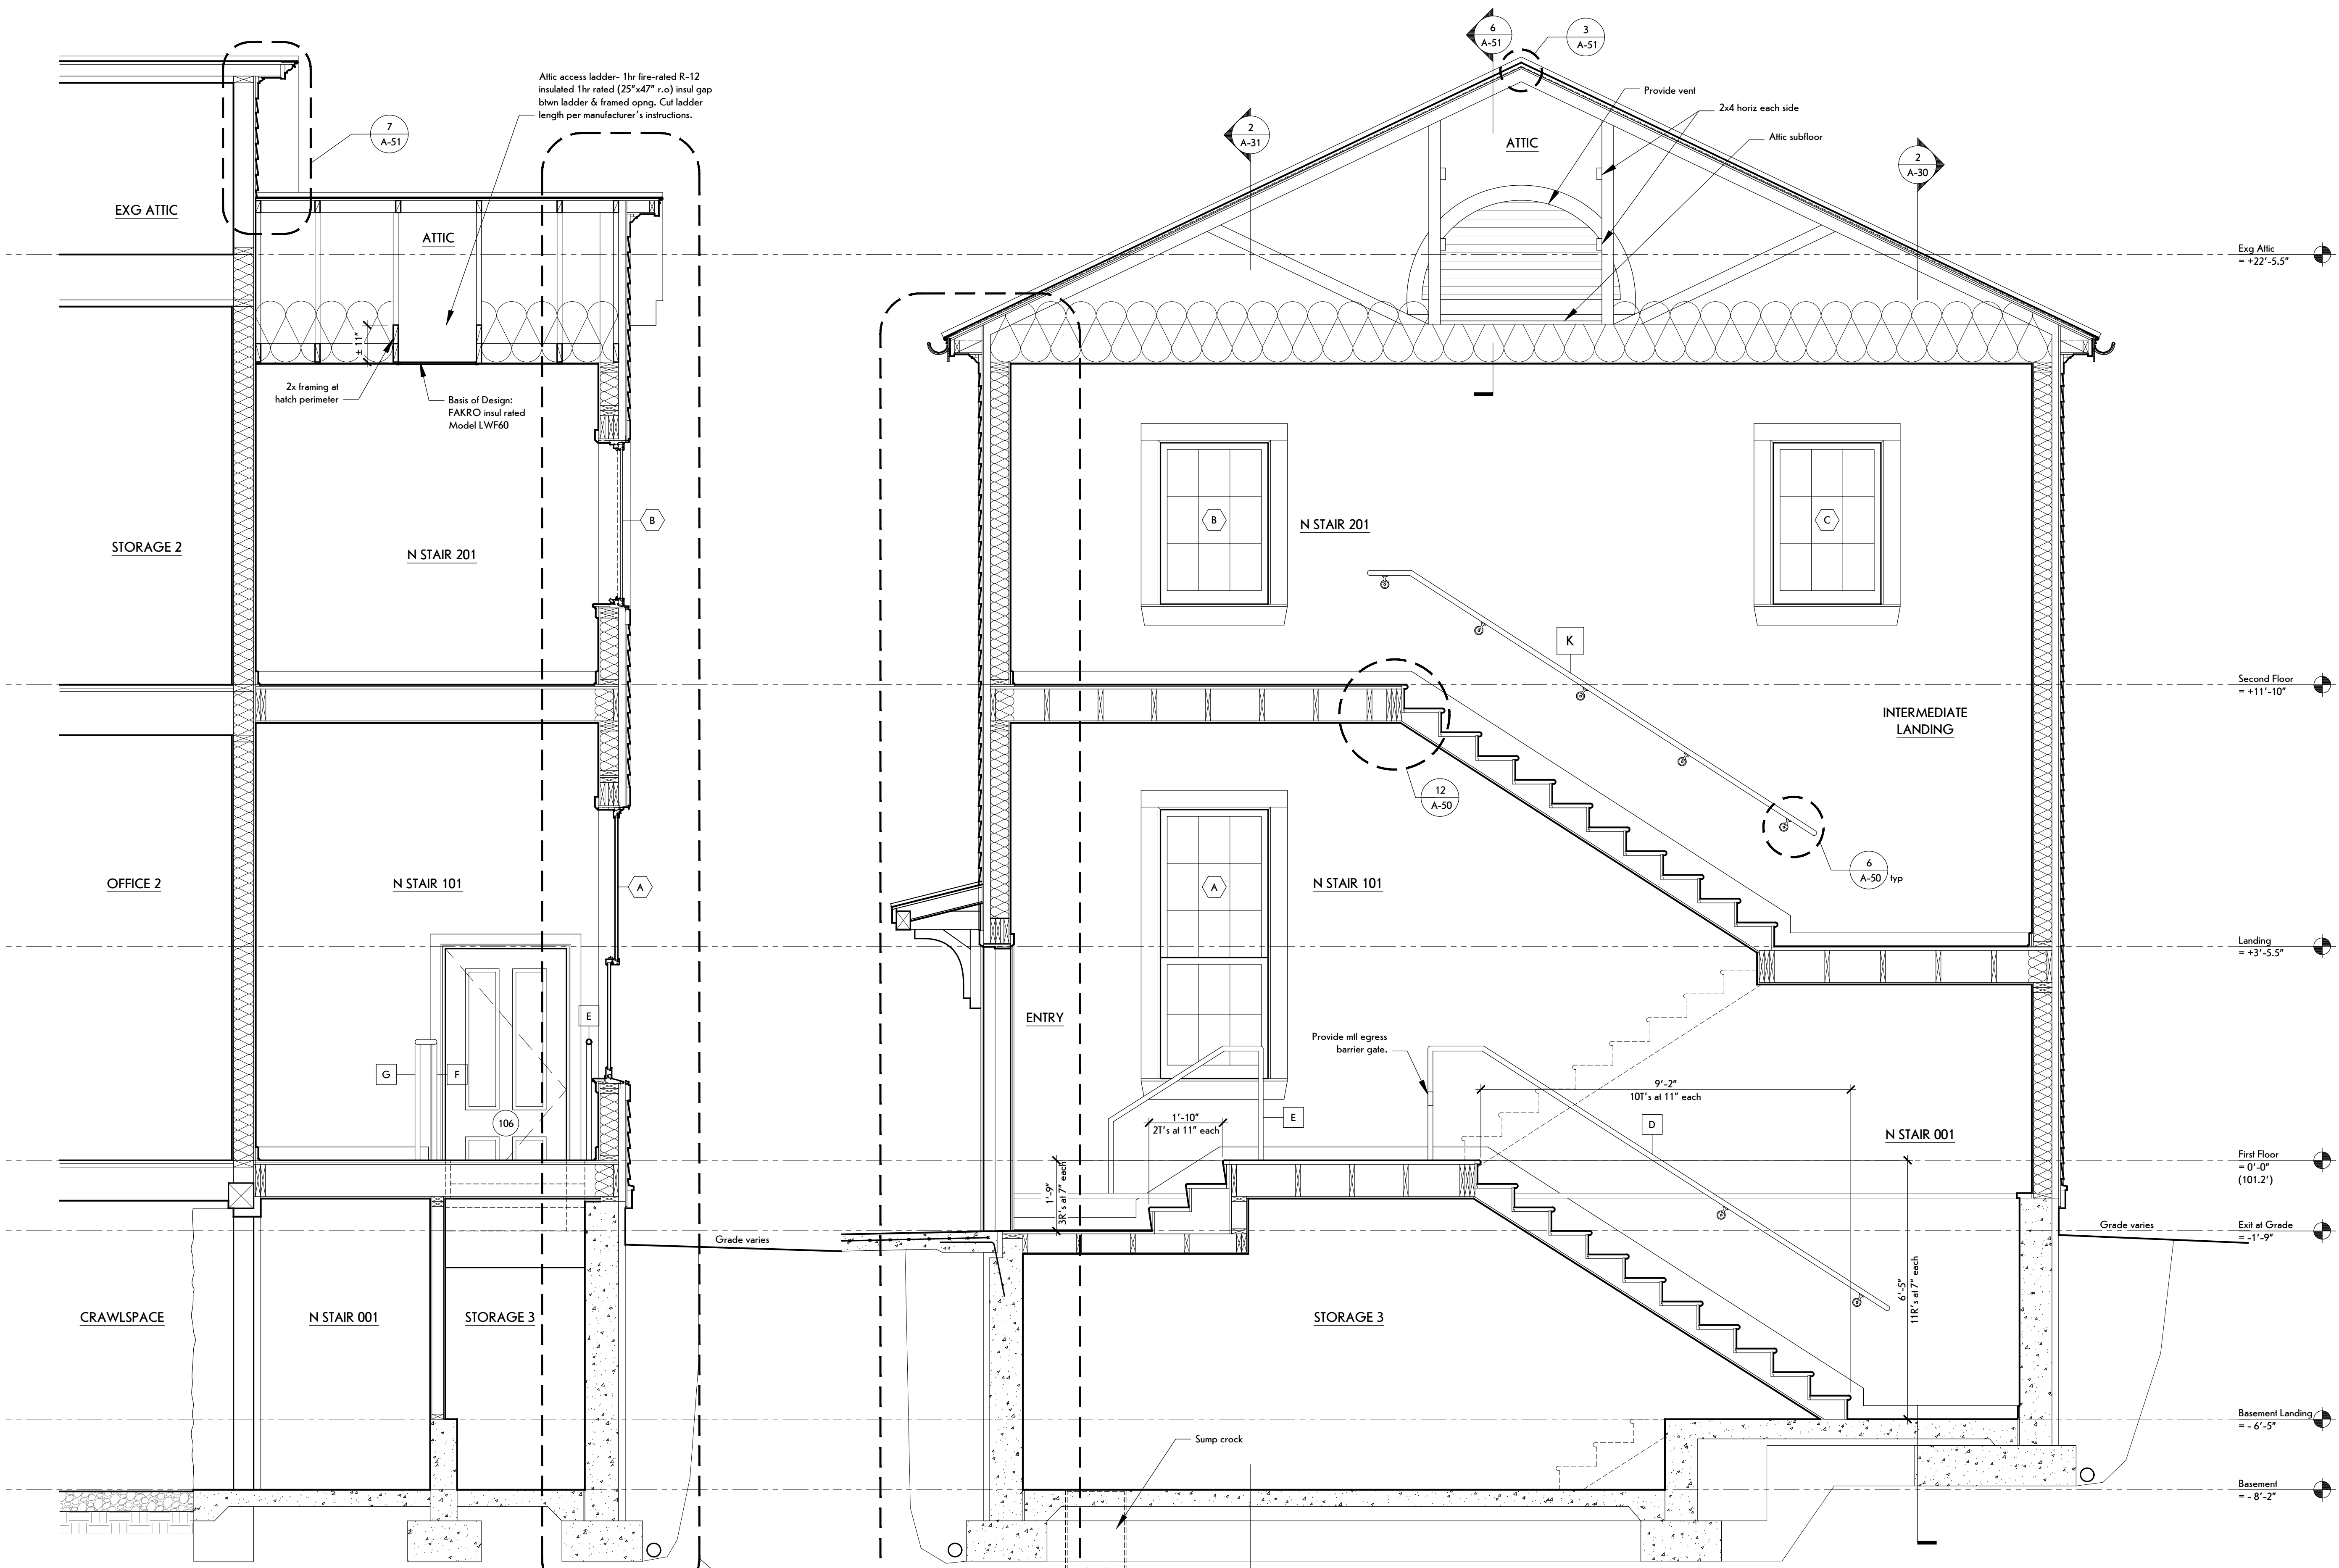 6
A-51
3
A-51
Attic access ladder- 1hr fire-rated R-12
insulated 1hr rated (25"x47" r.o) insul gap
btwn ladder & framed opng. Cut ladder
length per manufacturer's instructions.
7
A-51
Provide vent
2x4 horiz each side
Attic subfloor
2
A-31
2
A-30
ATTIC
EXG ATTIC
ATTIC
Exg Attic
= +22'-5.5"
± 11"
2x framing at
hatch perimeter
Basis of Design:
FAKRO insul rated
Model LWF60
B
B
C
N STAIR 201
STORAGE 2
N STAIR 201
K
Second Floor
= +11'-10"
INTERMEDIATE
LANDING
12
A-50
6
A-50
typ
OFFICE 2
N STAIR 101
A
A
N STAIR 101
Landing
= +3'-5.5"
E
ENTRY
Provide mtl egress
barrier gate.
G
F
9'-2"
10T's at 11" each
106
1'-10"
2T's at 11" each
E
D
N STAIR 001
First Floor
= 0'-0"
(101.2')
1'-9"
3R's at 7" each
Grade varies
Grade varies
Exit at Grade
= -1'-9"
6'-5"
11R's at 7" each
CRAWLSPACE
N STAIR 001
STORAGE 3
STORAGE 3
Basement Landing
= - 6'-5"
Sump crock
Basement
= - 8'-2"